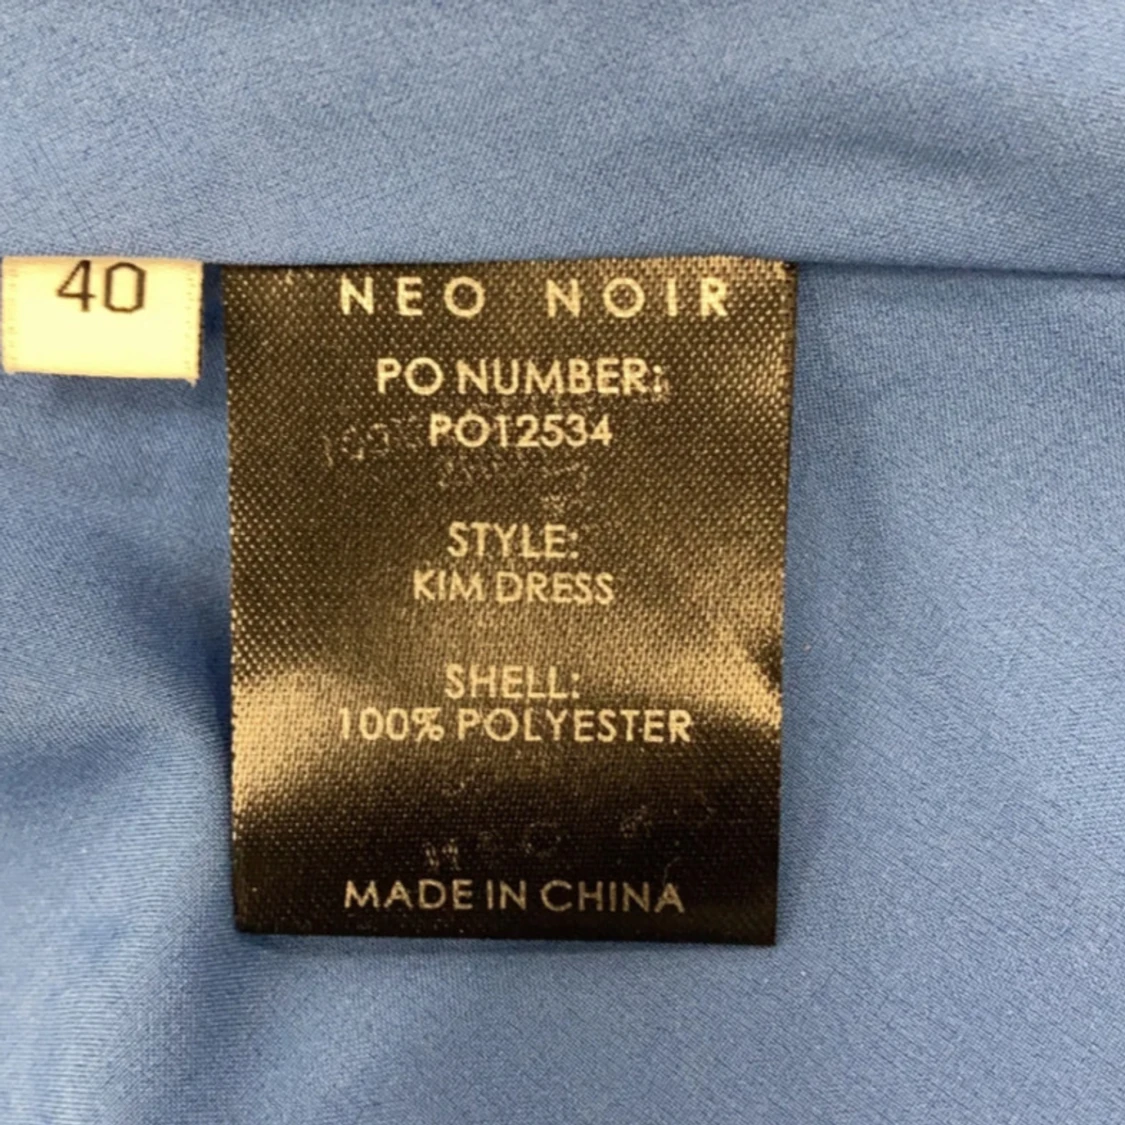 40
NEO NOIR
PO NUMBER:
PO12534
STYLE:
KIM DRESS
SHELL:
100% POLYESTER
MADE IN CHINA